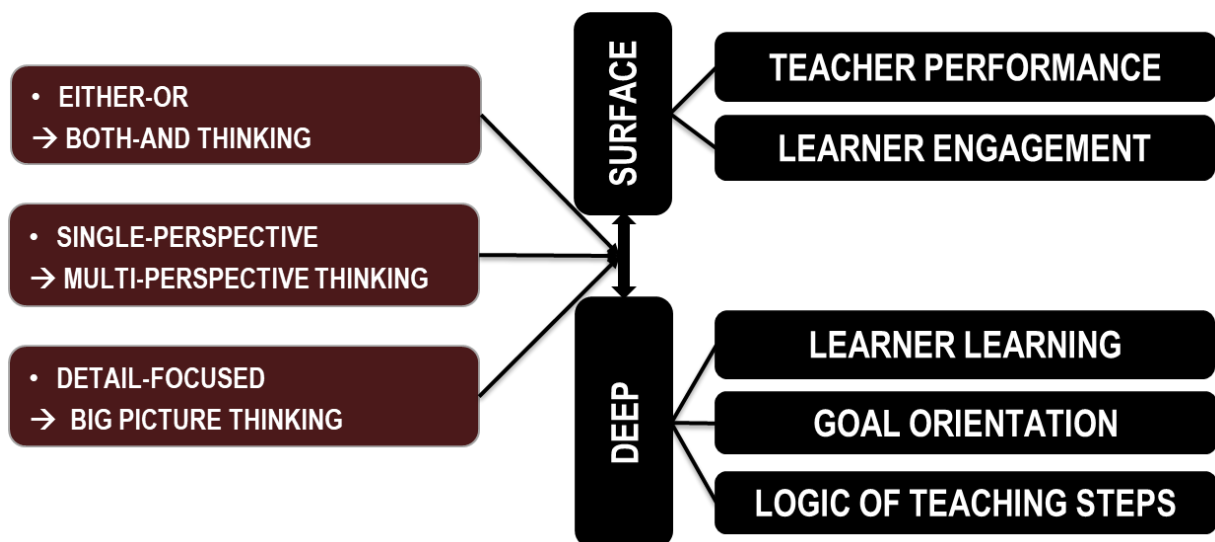 • EITHER-OR
→ BOTH-AND THINKING
• SINGLE-PERSPECTIVE
→ MULTI-PERSPECTIVE THINKING
• DETAIL-FOCUSED
→ BIG PICTURE THINKING
SURFACE
TEACHER PERFORMANCE
LEARNER ENGAGEMENT
DEEP
LEARNER LEARNING
GOAL ORIENTATION
LOGIC OF TEACHING STEPS